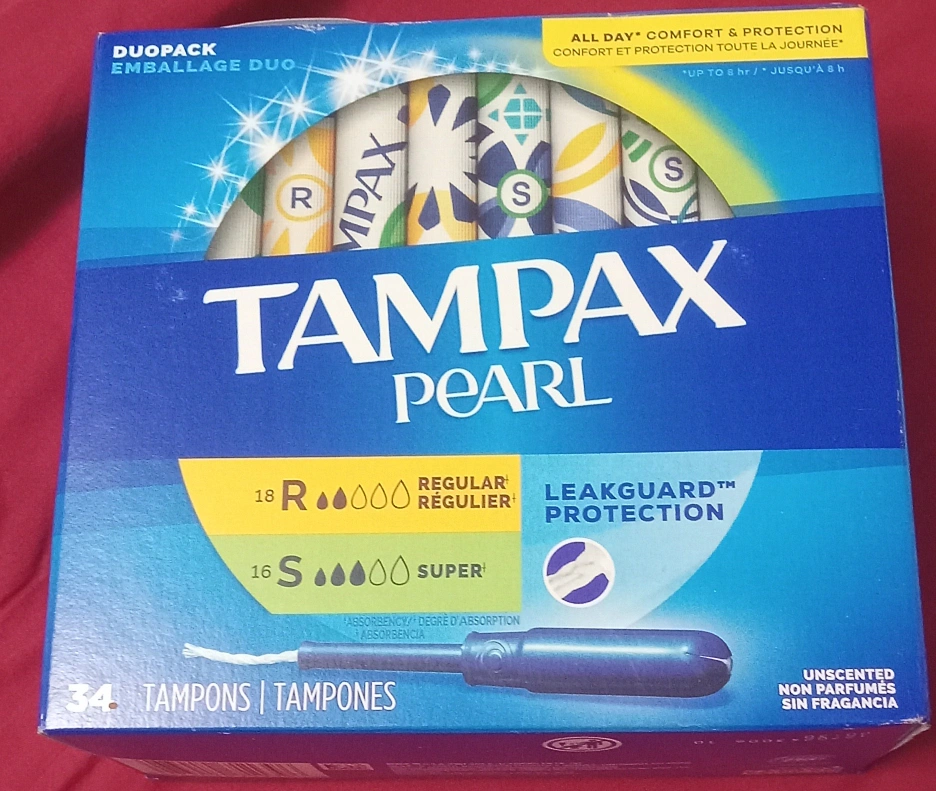 DUOPACK
EMBALLAGE DUO
ALL DAY* COMFORT & PROTECTION
CONFORT ET PROTECTION TOUTE LA JOURNÉE*
*UP TO 8 hr / * JUSQU'À 8 h
R
MPAX
S
S
TAMPAX
PEARL
18 R REGULAR†
RÉGULIER†
16 S SUPER†
LEAKGUARD™
PROTECTION
†ABSORBENCY/† DEGRÉ D'ABSORPTION
† ABSORBENCIA
34 TAMPONS | TAMPONES
UNSCENTED
NON PARFUMÉS
SIN FRAGANCIA